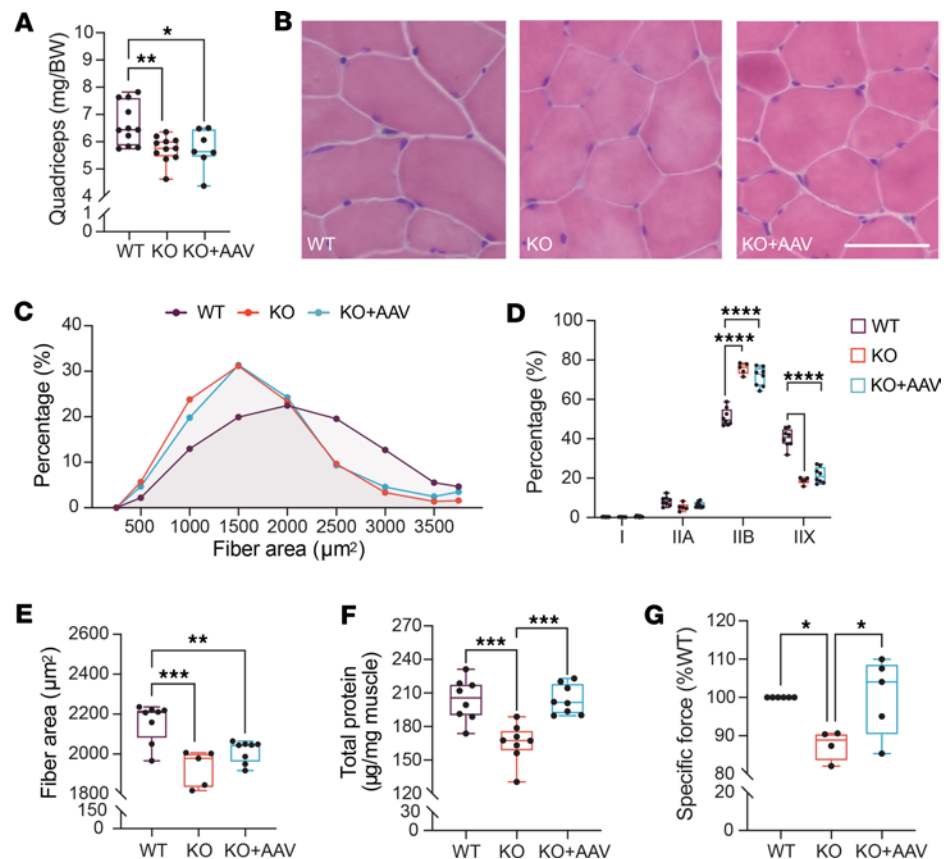 A
Quadriceps (mg/BW)
10
9
8
7
6
5
4
1
0
*
**
WT KO KO+AAV
B
WT
KO
KO+AAV
C
WT KO KO+AAV
Percentage (%)
40
30
20
10
0
500 1000 1500 2000 2500 3000 3500
Fiber area (µm²)
D
Percentage (%)
100
80
60
40
20
0
****
****
****
I IIA IIB IIX
WT
KO
KO+AAV
E
Fiber area (µm²)
2600
2400
2200
2000
1800
150
0
**
***
WT KO KO+AAV
F
Total protein
(µg/mg muscle)
270
240
210
180
150
120
30
0
*** ***
WT KO KO+AAV
G
Specific force (%WT)
120
110
100
90
80
20
0
* *
WT KO KO+AAV